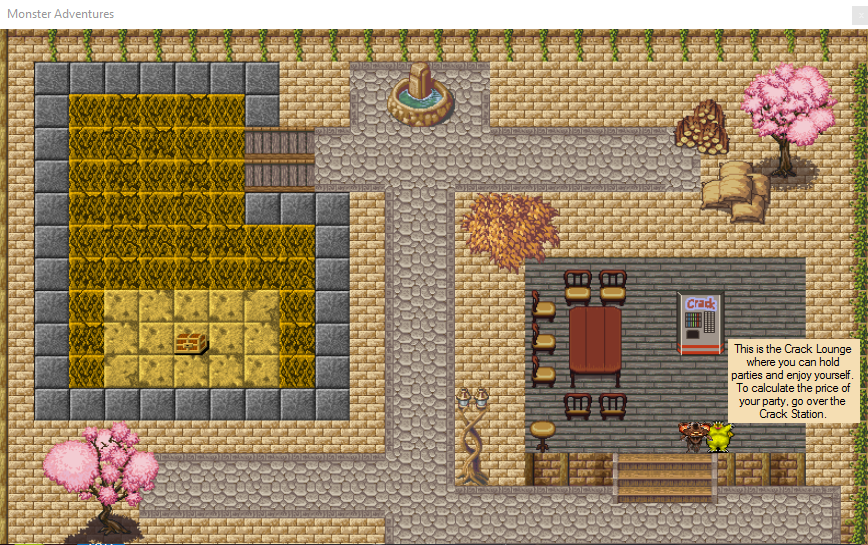 Monster Adventures
Crack
This is the Crack Lounge
where you can hold
parties and enjoy yourself.
To calculate the price of
your party, go over the
Crack Station.